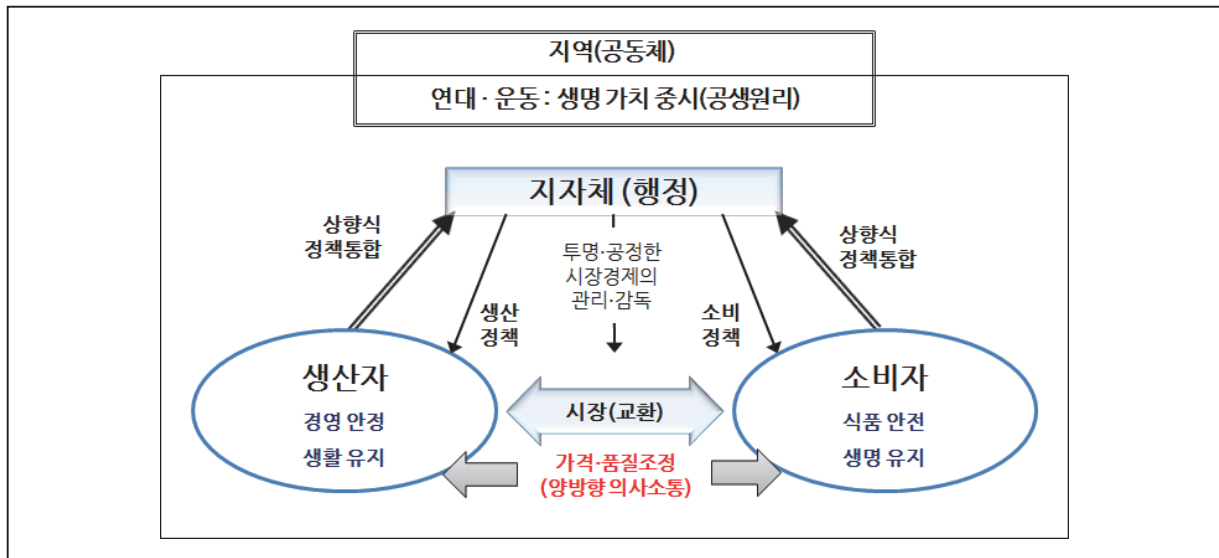 지역(공동체)
연대 · 운동 : 생명 가치 중시(공생원리)
지자체 (행정)
상향식
정책통합
투명·공정한
시장경제의
관리·감독
상향식
정책통합
생산
정책
소비
정책
생산자
경영 안정
생활 유지
시장(교환)
가격·품질조정
(양방향 의사소통)
소비자
식품 안전
생명 유지